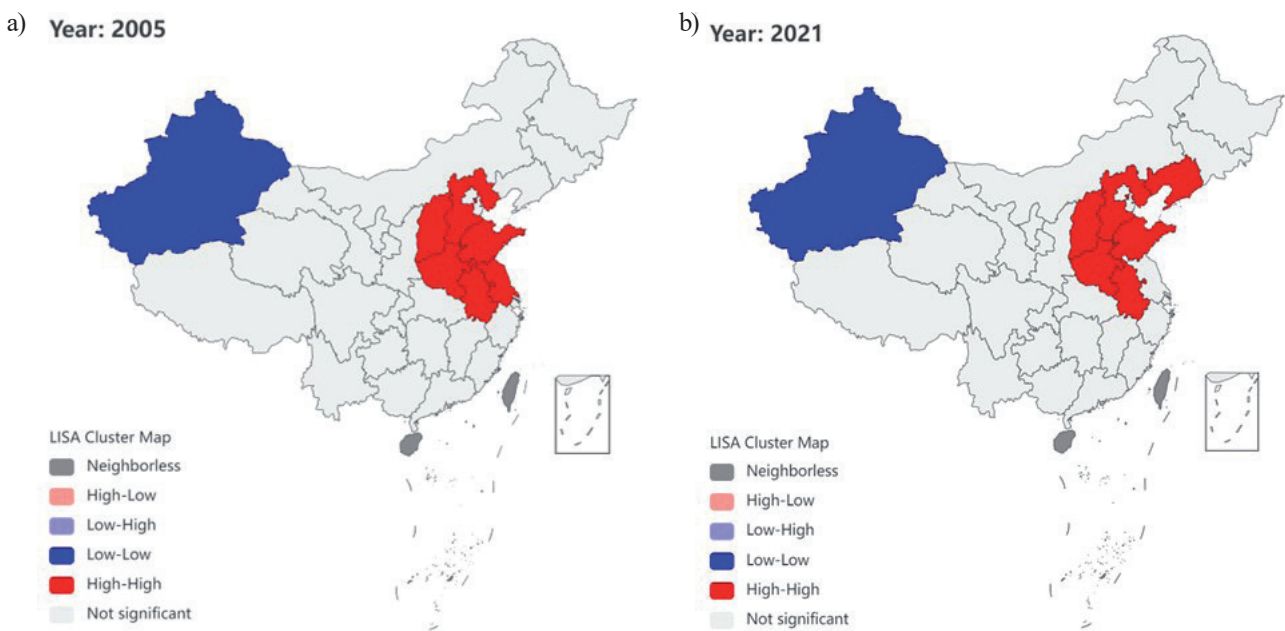 a) Year: 2005
LISA Cluster Map
Neighborless
High-Low
Low-High
Low-Low
High-High
Not significant
b) Year: 2021
LISA Cluster Map
Neighborless
High-Low
Low-High
Low-Low
High-High
Not significant